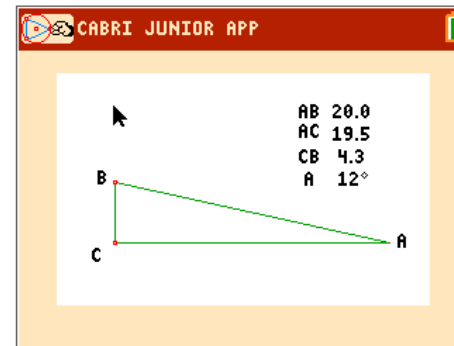 CABRI JUNIOR APP
AB 20.0
AC 19.5
CB 4.3
A 12°
B
A
C